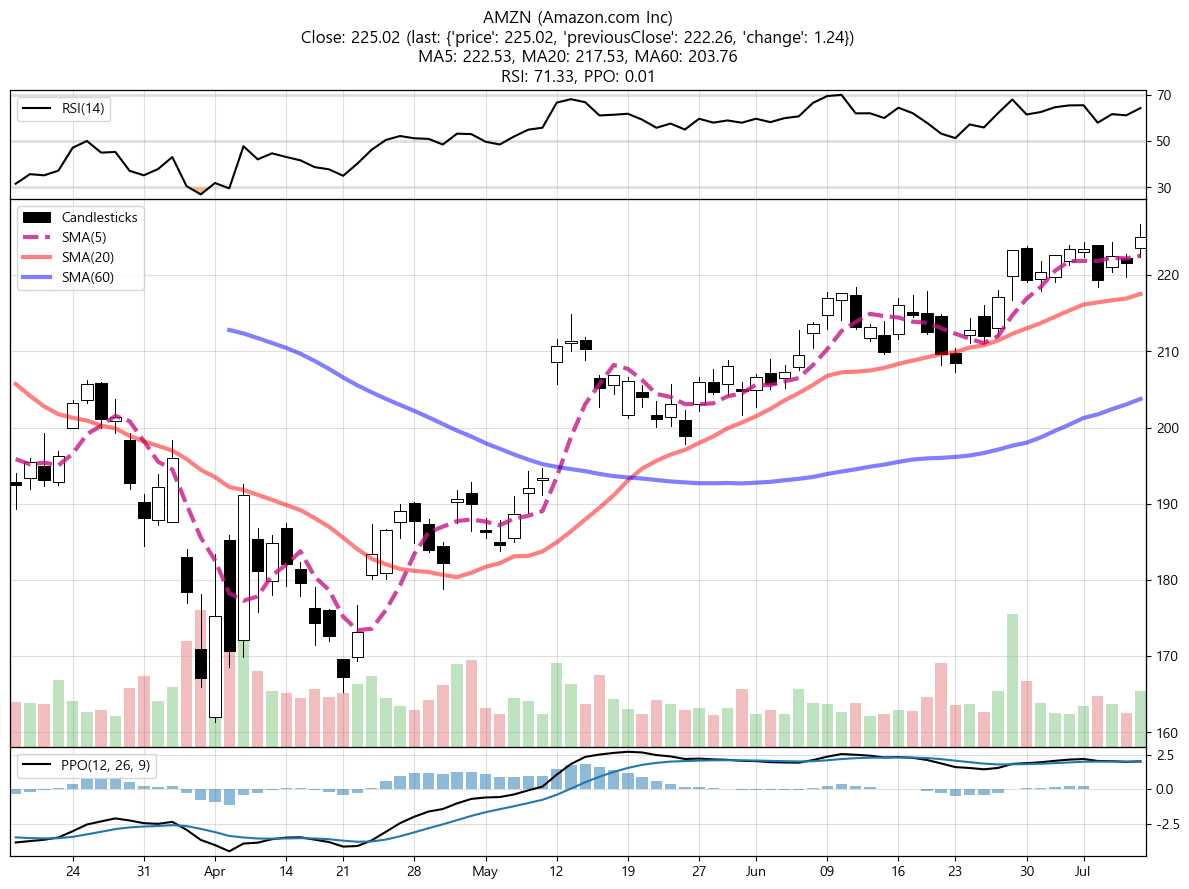 AMZN (Amazon.com Inc)
Close: 225.02 (last: {'price': 225.02, 'previousClose': 222.26, 'change': 1.24})
MA5: 222.53, MA20: 217.53, MA60: 203.76
RSI: 71.33, PPO: 0.01
RSI(14)
70
50
30
Candlesticks
SMA(5)
SMA(20)
SMA(60)
220
210
200
190
180
170
160
PPO(12, 26, 9)
2.5
0.0
−2.5
24 31 Apr 14 21 28 May 12 19 27 Jun 09 16 23 30 Jul